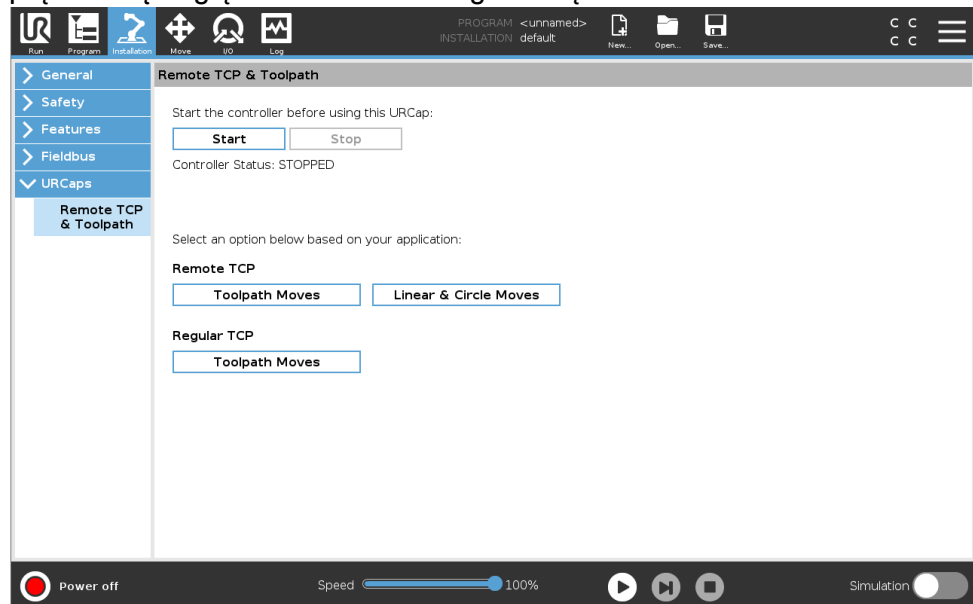 PROGRAM <unnamed>
INSTALLATION default
UR
Run
Program
Installation
Move
I/O
Log
New...
Open...
Save...
C C
C C
General
Safety
Features
Fieldbus
URCaps
Remote TCP
& Toolpath
Remote TCP & Toolpath
Start the controller before using this URCap:
Start
Stop
Controller Status: STOPPED
Select an option below based on your application:
Remote TCP
Toolpath Moves
Linear & Circle Moves
Regular TCP
Toolpath Moves
Power off
Speed
100%
Simulation